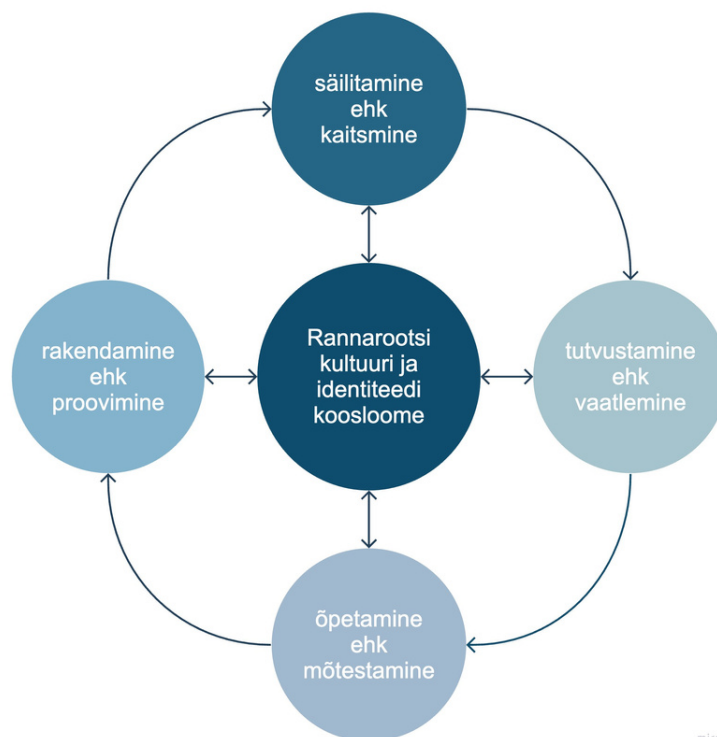 säilitamine
ehk
kaitsmine
Rannarootsi
kultuuri ja
identiteedi
koosloome
rakendamine
ehk
proovimine
tutvustamine
ehk
vaatlemine
õpetamine
ehk
mõtestamine